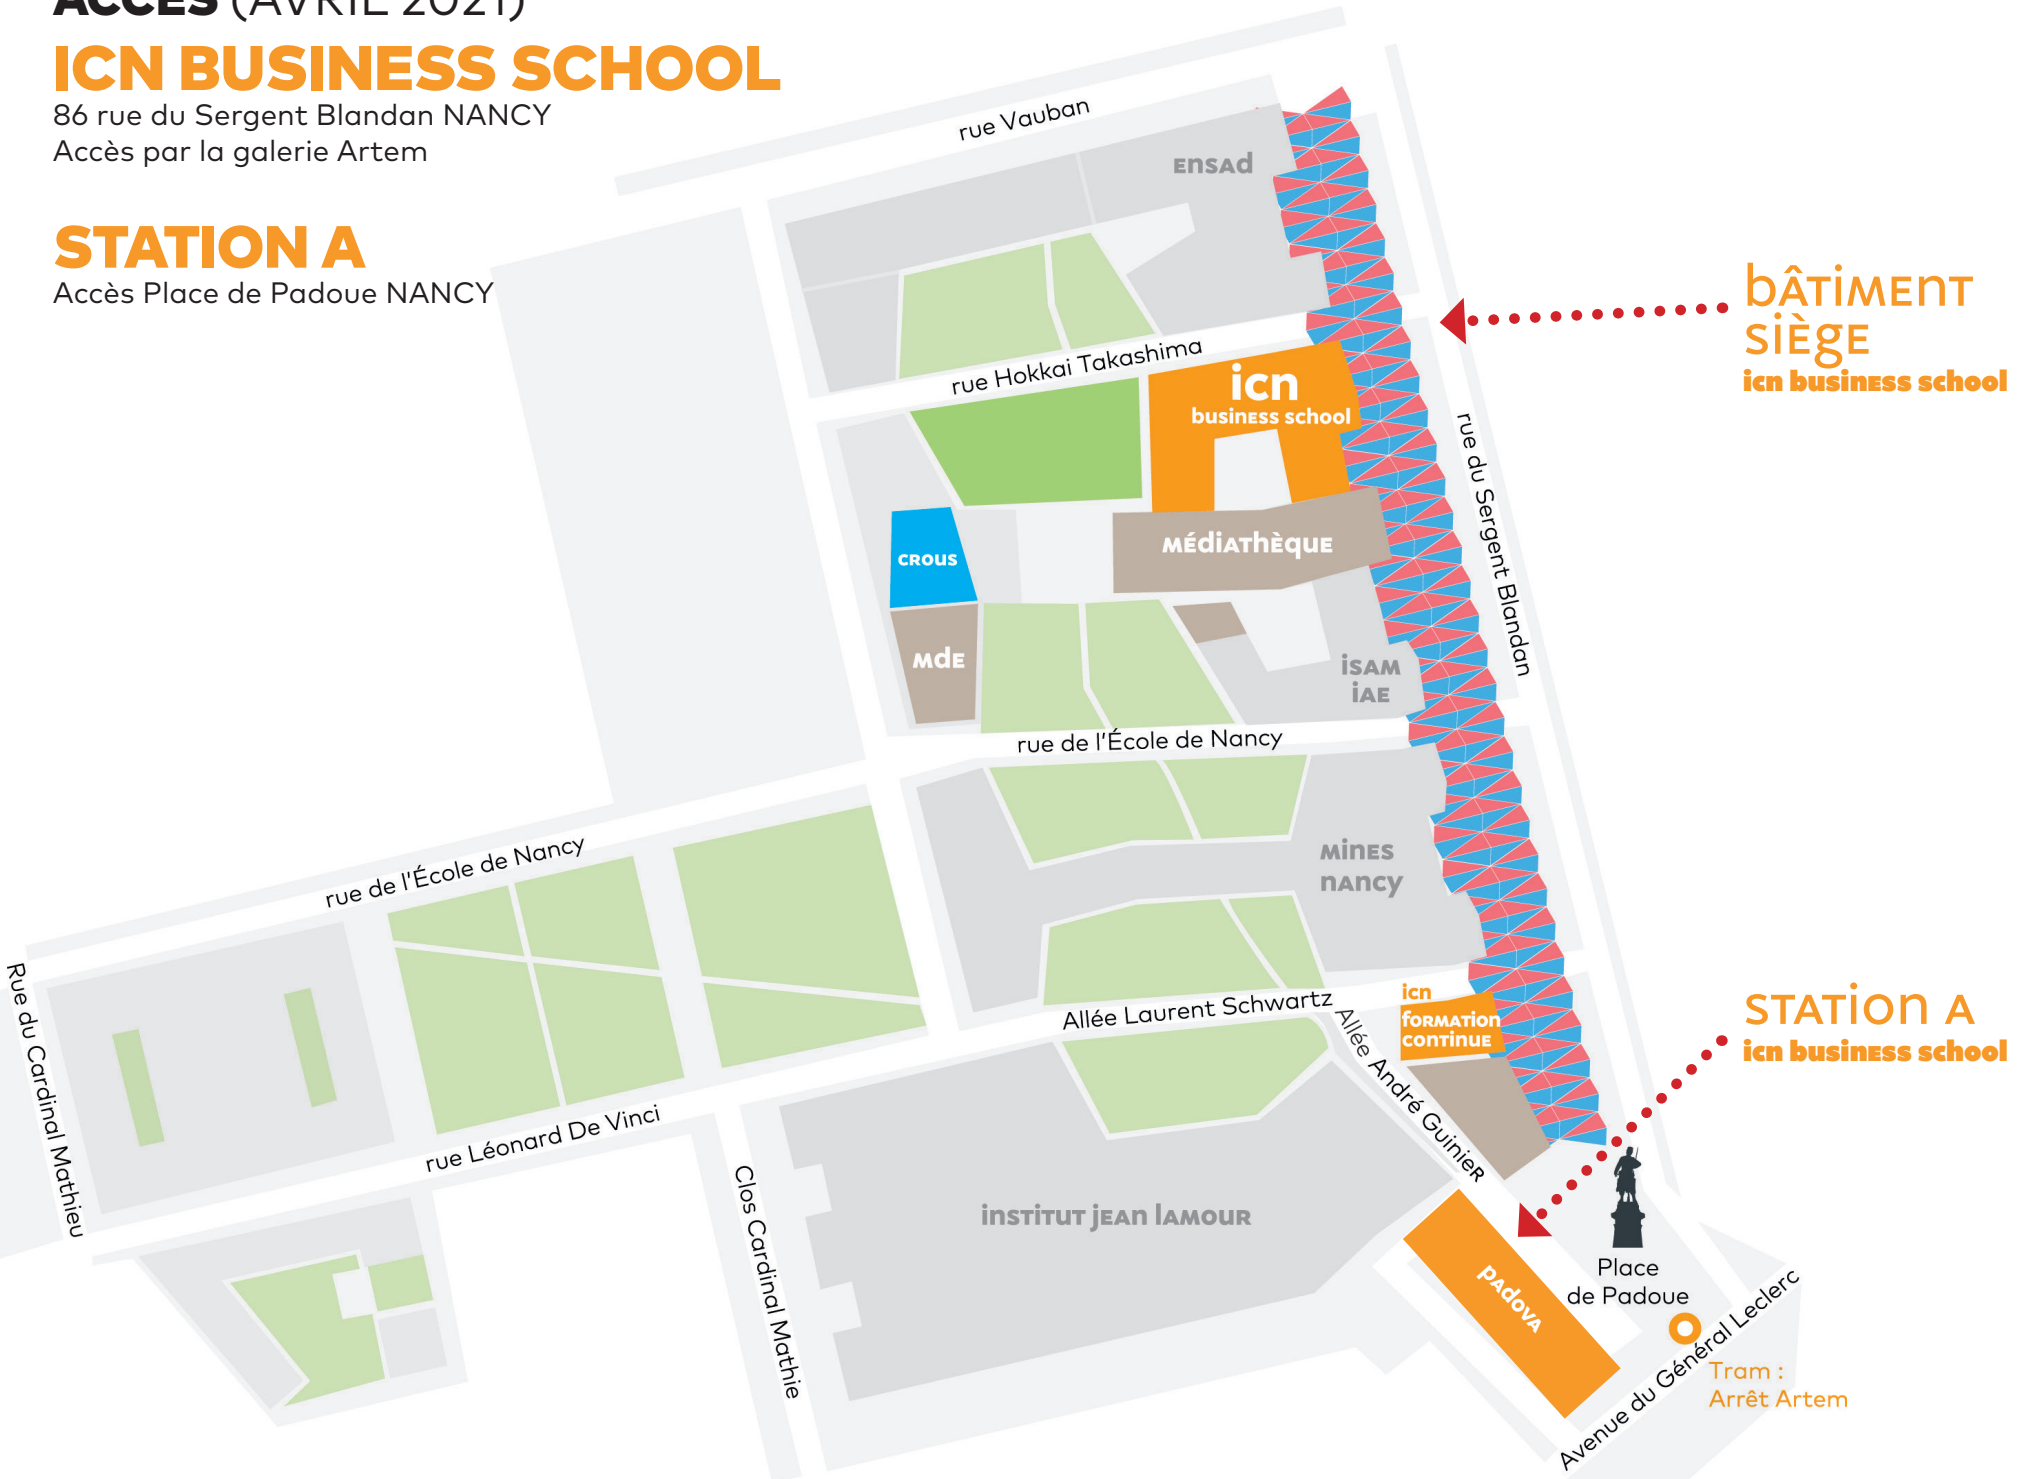 ACCÈS (AVRIL 2021)
ICN BUSINESS SCHOOL
86 rue du Sergent Blandan NANCY
Accès par la galerie Artem
STATION A
Accès Place de Padoue NANCY
rue Vauban
ENSAd
bÂTiMENT
SiÈgE
icn businEss school
rue Hokkai Takashima
icn
businEss school
rue du Sergent Blandan
MÉdiAThÈquE
CROUS
MdE
iSAM
iAE
rue de l'École de Nancy
MiNES
NANCY
rue de l'École de Nancy
Rue du Cardinal Mathieu
Allée Laurent Schwartz
icn
fORMATiON
CONTiNUE
STATiON A
icn businEss school
Allée André GuinieR
rue Léonard De Vinci
Clos Cardinal Mathie
iNSTiTUT jEAN lAMOUR
pAdOVA
Place
de Padoue
Avenue du Général Leclerc
Tram :
Arrêt Artem